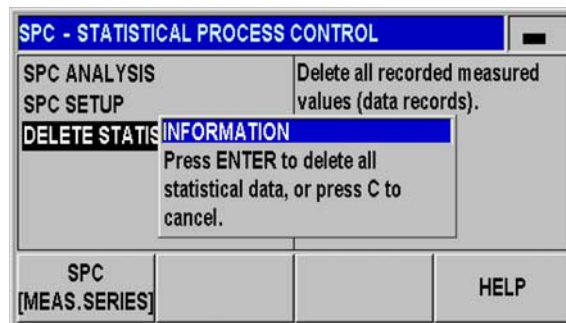 SPC - STATISTICAL PROCESS CONTROL
SPC ANALYSIS
SPC SETUP
DELETE STATIS
Delete all recorded measured
values (data records).
INFORMATION
Press ENTER to delete all
statistical data, or press C to
cancel.
SPC
[MEAS.SERIES]
HELP